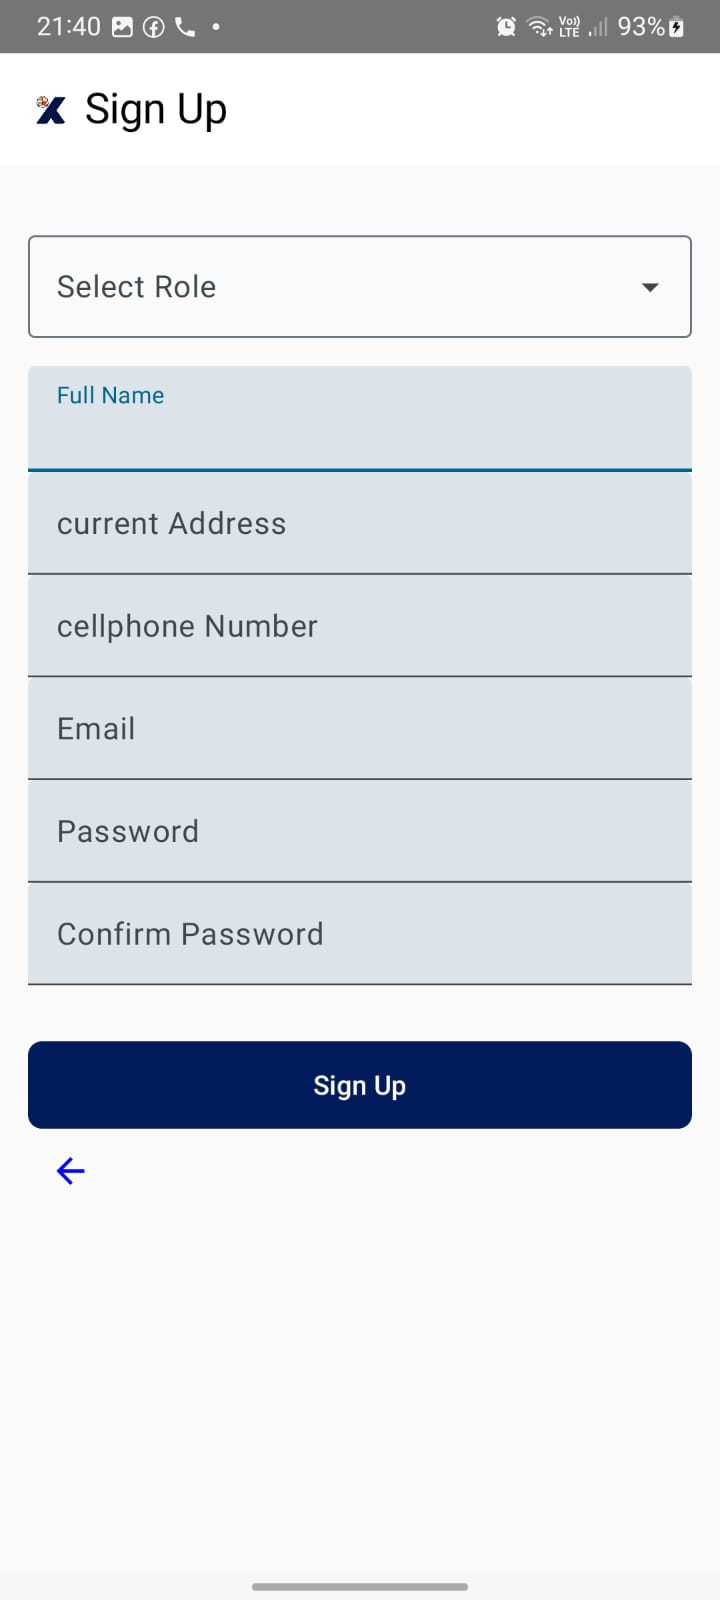 21:40 Vo)) LTE 93%
Sign Up
Select Role
Full Name
current Address
cellphone Number
Email
Password
Confirm Password
Sign Up